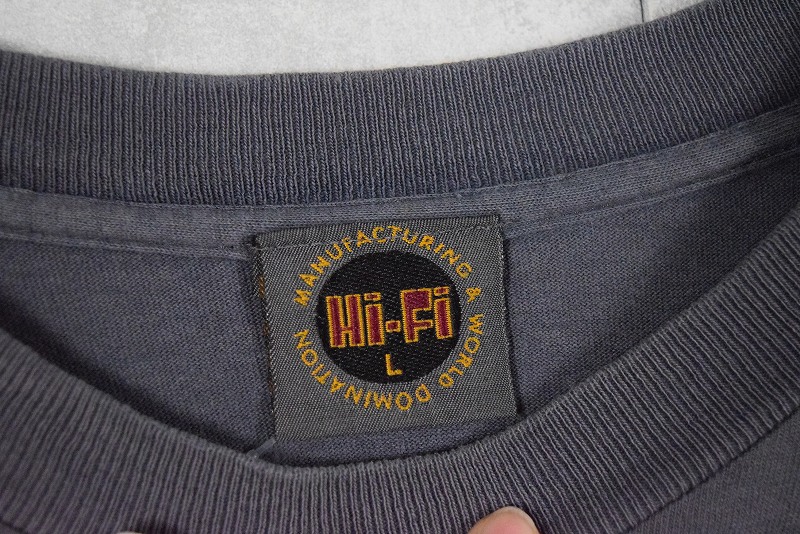 MANUFACTURING & WORLD DOMINATION
Hi-Fi
L